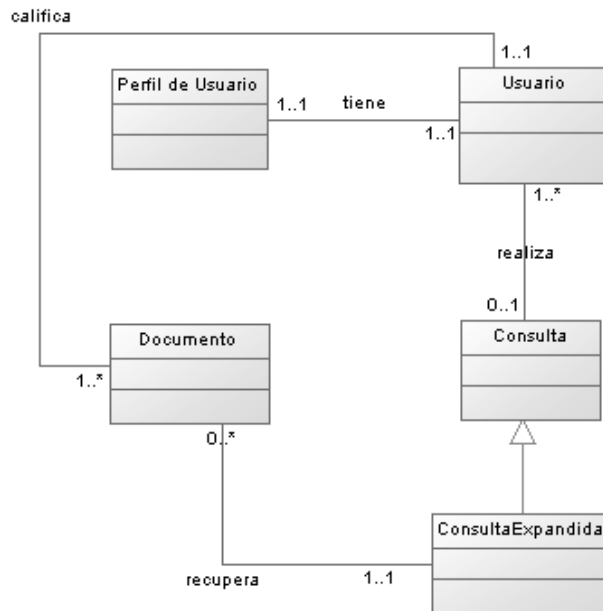 califica
1..1
Perfil de Usuario
Usuario
1..1
tiene
1..1
1..*
realiza
0..1
Documento
Consulta
1..*
0..*
ConsultaExpandida
recupera
1..1